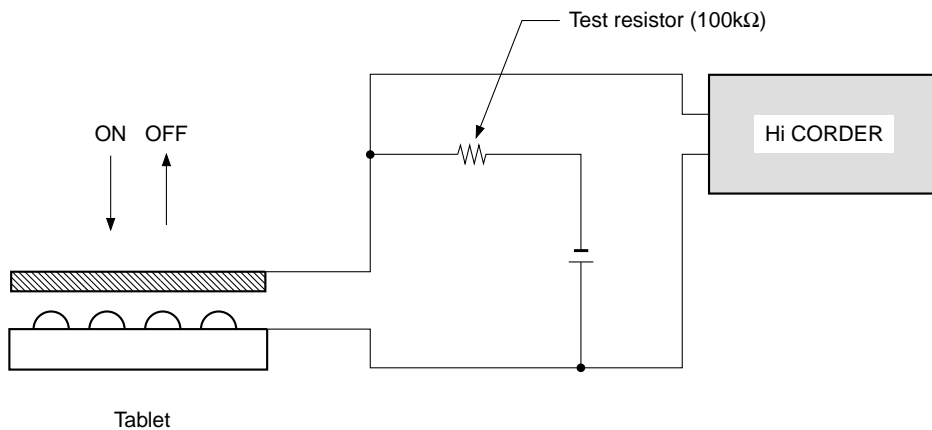 Test resistor (100kΩ)
ON OFF
Hi CORDER
Tablet